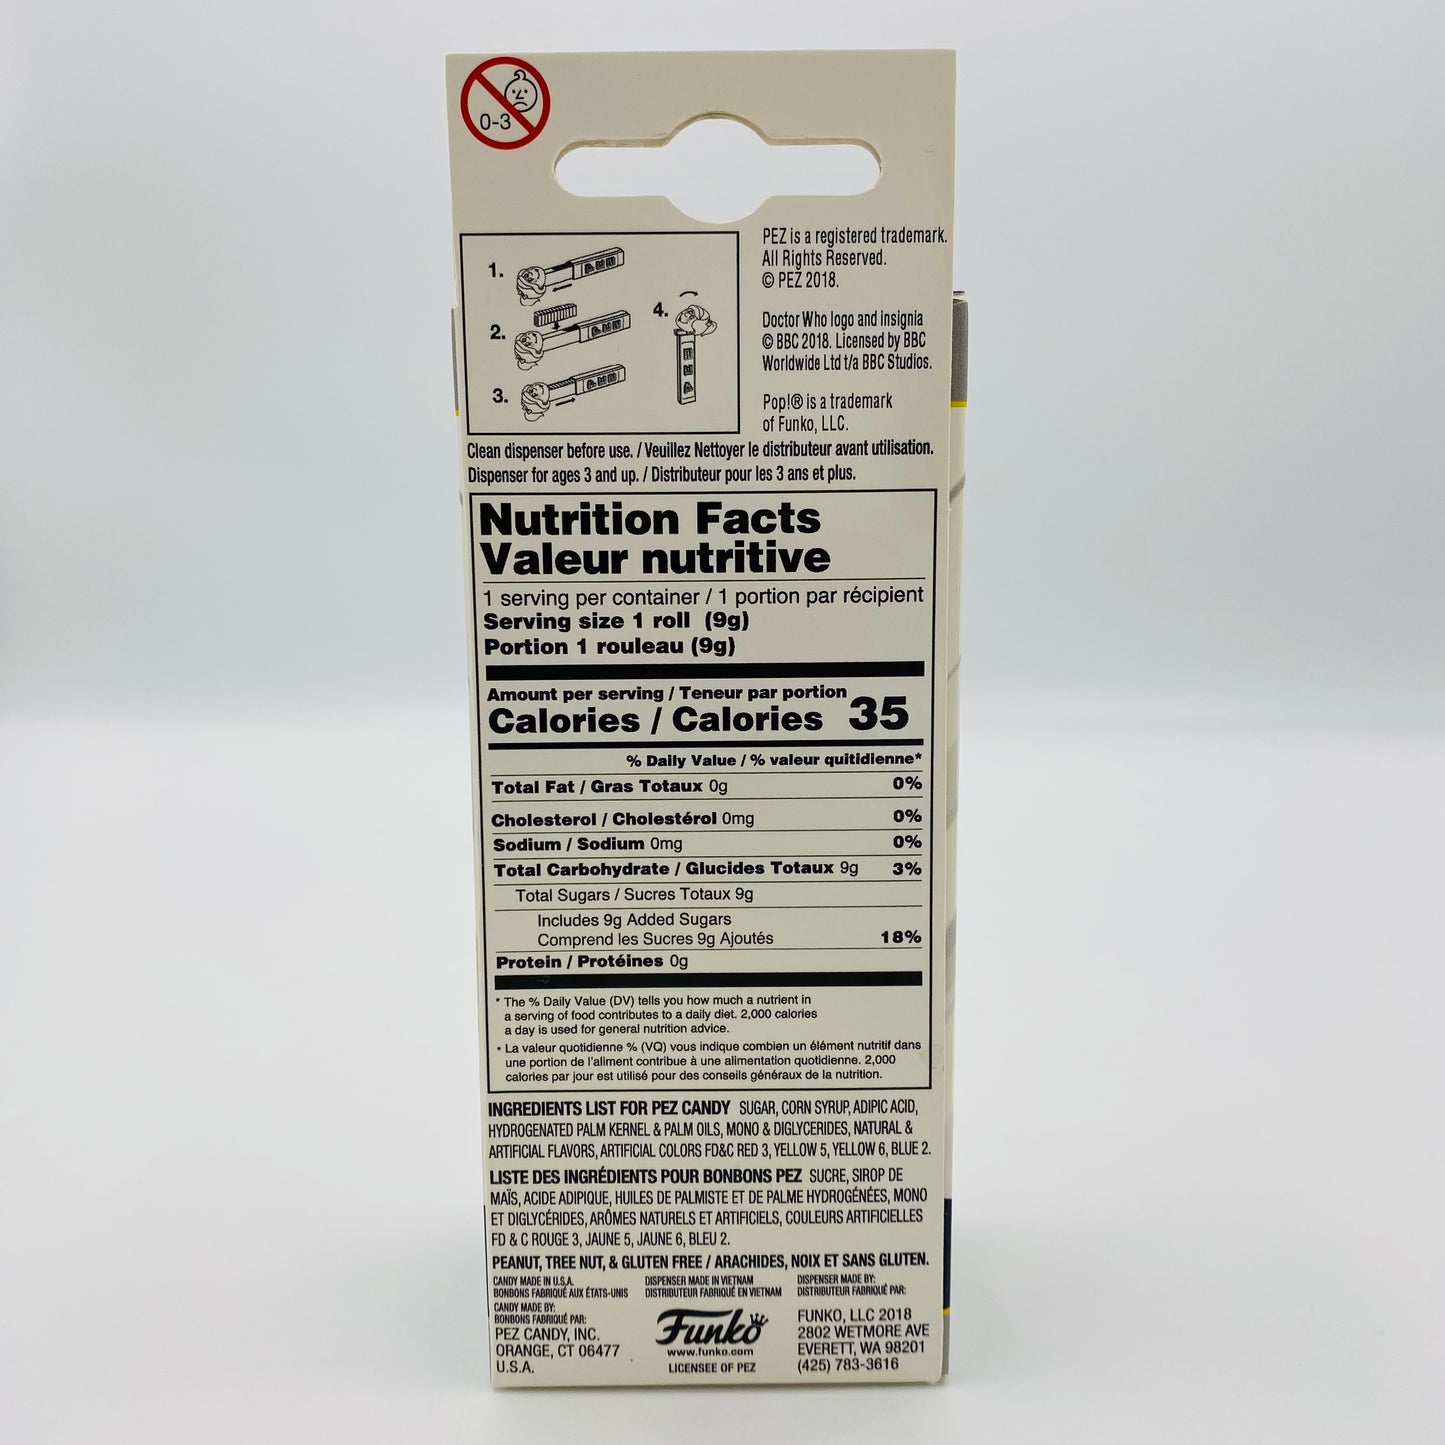 0-3
PEZ is a registered trademark.
All Rights Reserved.
© PEZ 2018.
1.
2.
3.
4.
Doctor Who logo and insignia
© BBC 2018. Licensed by BBC
Worldwide Ltd t/a BBC Studios.
Pop!® is a trademark
of Funko, LLC.
Clean dispenser before use. / Veuillez Nettoyer le distributeur avant utilisation.
Dispenser for ages 3 and up. / Distributeur pour les 3 ans et plus.
Nutrition Facts
Valeur nutritive
1 serving per container / 1 portion par récipient
Serving size 1 roll (9g)
Portion 1 rouleau (9g)
Amount per serving / Teneur par portion
Calories / Calories 35
% Daily Value / % valeur quitidienne*
Total Fat / Gras Totaux 0g 0%
Cholesterol / Cholestérol 0mg 0%
Sodium / Sodium 0mg 0%
Total Carbohydrate / Glucides Totaux 9g 3%
Total Sugars / Sucres Totaux 9g
Includes 9g Added Sugars
Comprend les Sucres 9g Ajoutés 18%
Protein / Protéines 0g
* The % Daily Value (DV) tells you how much a nutrient in
a serving of food contributes to a daily diet. 2,000 calories
a day is used for general nutrition advice.
* La valeur quotidienne % (VQ) vous indique combien un élément nutritif dans
une portion de l'aliment contribue à une alimentation quotidienne. 2,000
calories par jour est utilisé pour des conseils généraux de la nutrition.
INGREDIENTS LIST FOR PEZ CANDY SUGAR, CORN SYRUP, ADIPIC ACID,
HYDROGENATED PALM KERNEL & PALM OILS, MONO & DIGLYCERIDES, NATURAL &
ARTIFICIAL FLAVORS, ARTIFICIAL COLORS FD&C RED 3, YELLOW 5, YELLOW 6, BLUE 2.
LISTE DES INGRÉDIENTS POUR BONBONS PEZ SUCRE, SIROP DE
MAÏS, ACIDE ADIPIQUE, HUILES DE PALMISTE ET DE PALME HYDROGÉNÉES, MONO
ET DIGLYCÉRIDES, ARÔMES NATURELS ET ARTIFICIELS, COULEURS ARTIFICIELLES
FD & C ROUGE 3, JAUNE 5, JAUNE 6, BLEU 2.
PEANUT, TREE NUT, & GLUTEN FREE / ARACHIDES, NOIX ET SANS GLUTEN.
CANDY MADE IN U.S.A.
BONBONS FABRIQUÉ AUX ÉTATS-UNIS
CANDY MADE BY:
BONBONS FABRIQUÉ PAR:
PEZ CANDY, INC.
ORANGE, CT 06477
U.S.A.
DISPENSER MADE IN VIETNAM
DISTRIBUTEUR FABRIQUÉ EN VIETNAM
Funko
www.funko.com
LICENSEE OF PEZ
DISPENSER MADE BY:
DISTRIBUTEUR FABRIQUÉ PAR:
FUNKO, LLC 2018
2802 WETMORE AVE
EVERETT, WA 98201
(425) 783-3616